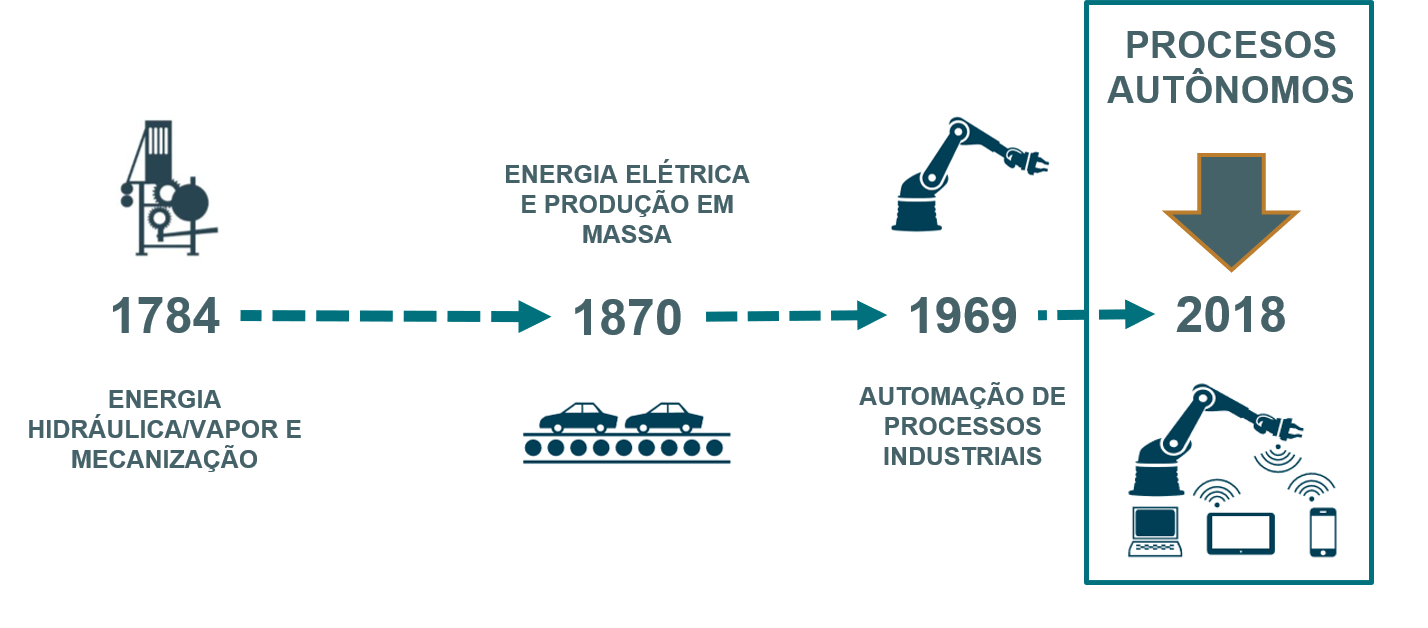 1784
ENERGIA
HIDRÁULICA/VAPOR E
MECANIZAÇÃO
ENERGIA ELÉTRICA
E PRODUÇÃO EM
MASSA
1870
1969
AUTOMAÇÃO DE
PROCESSOS
INDUSTRIAIS
PROCESOS
AUTÔNOMOS
2018